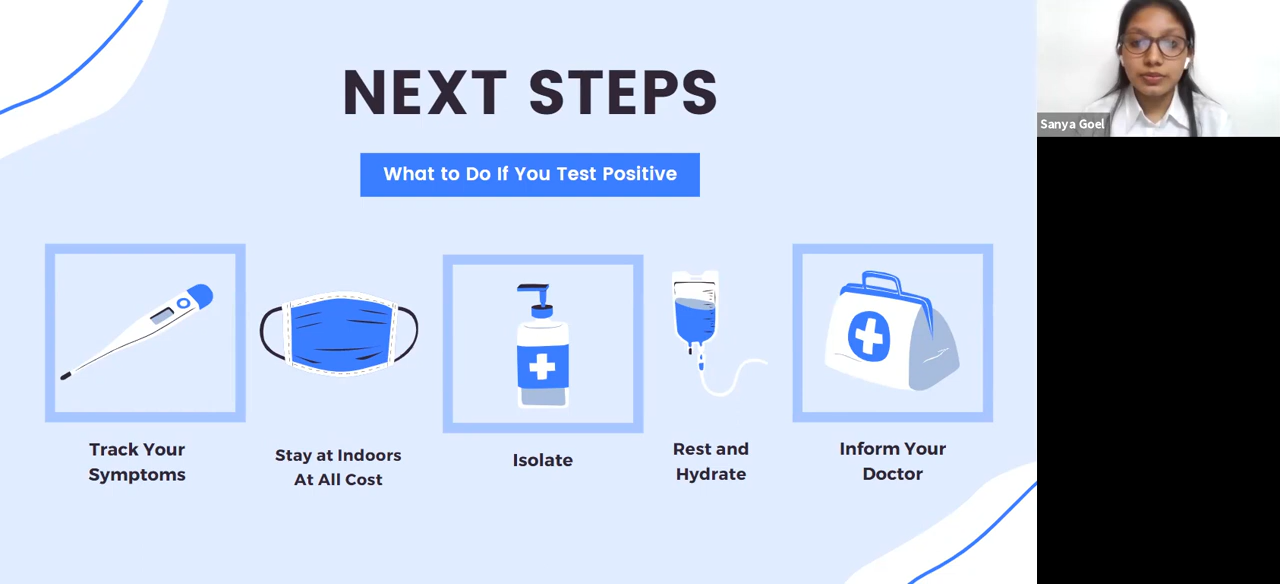 NEXT STEPS
What to Do If You Test Positive
Track Your
Symptoms
Stay at Indoors
At All Cost
Isolate
Rest and
Hydrate
Inform Your
Doctor
Sanya Goel